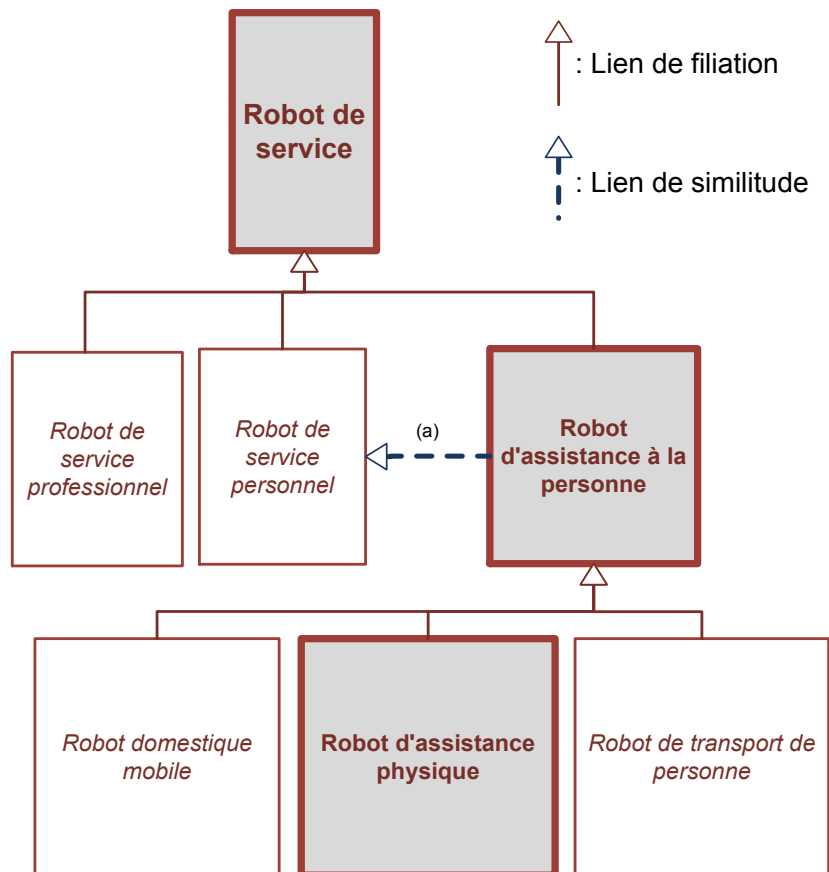 Robot de
service
: Lien de filiation
: Lien de similitude
Robot de
service
professionnel
Robot de
service
personnel
(a)
Robot
d'assistance à la
personne
Robot domestique
mobile
Robot d'assistance
physique
Robot de transport de
personne